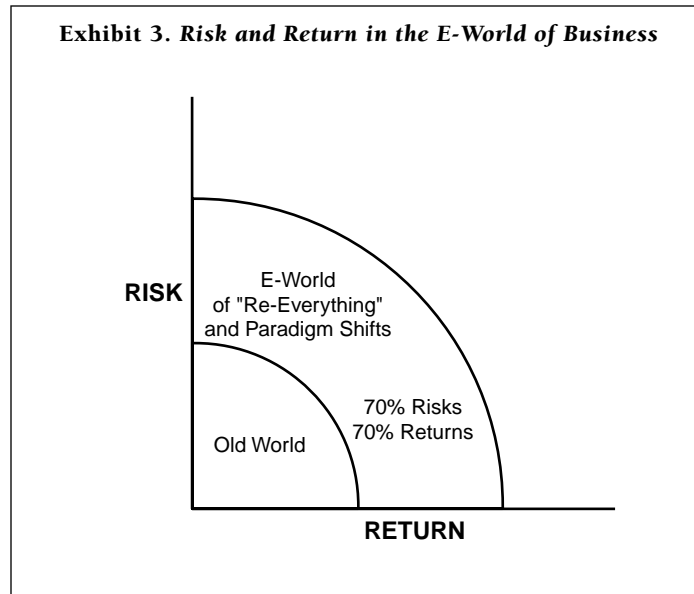 Exhibit 3. Risk and Return in the E-World of Business
E-World
of "Re-Everything"
and Paradigm Shifts
RISK
70% Risks
70% Returns
Old World
RETURN